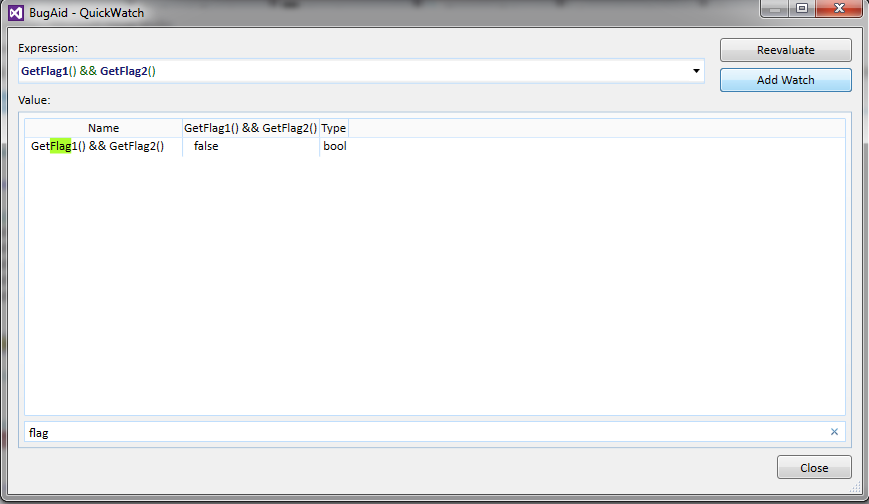 BugAid - QuickWatch
Expression:
Reevaluate
GetFlag1() && GetFlag2()
Add Watch
Value:
Name GetFlag1() && GetFlag2() Type
GetFlag1() && GetFlag2() false bool
flag
Close